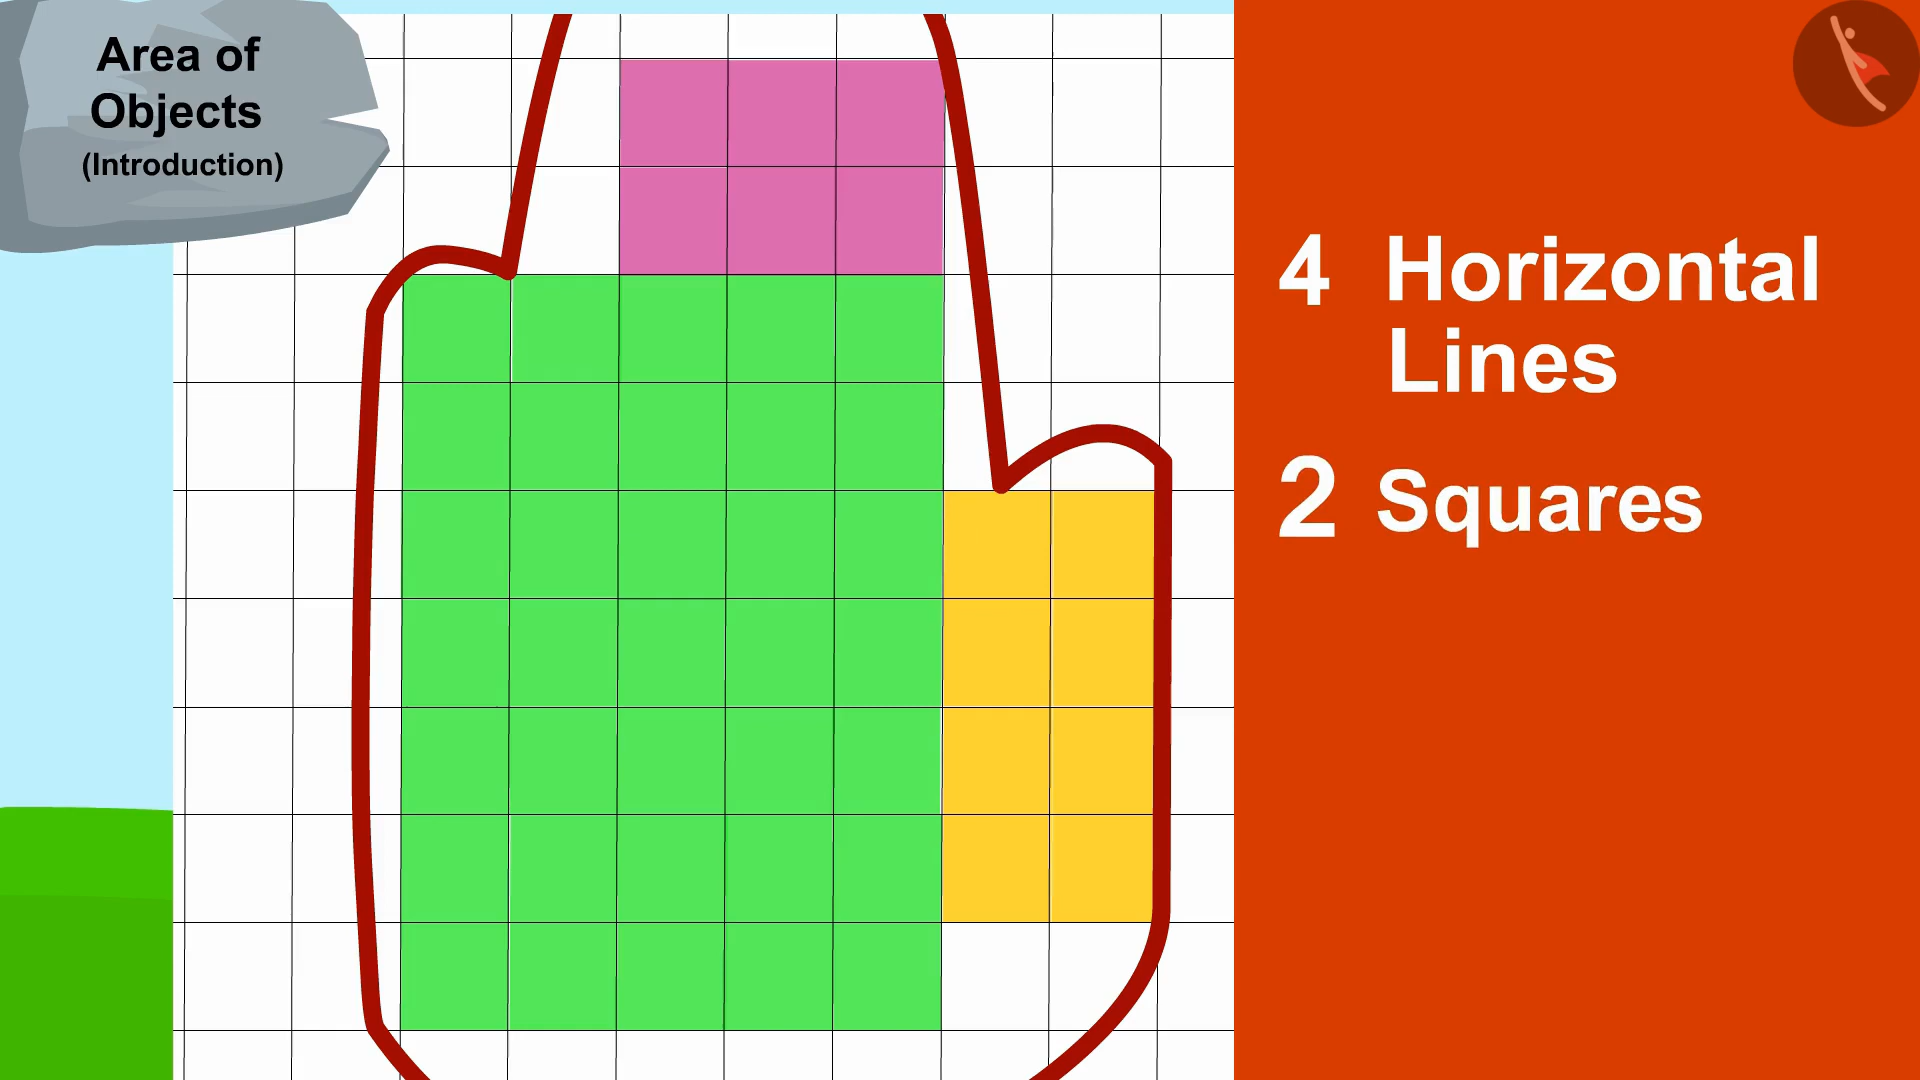 Area of
Objects
(Introduction)
4 Horizontal
Lines
2 Squares